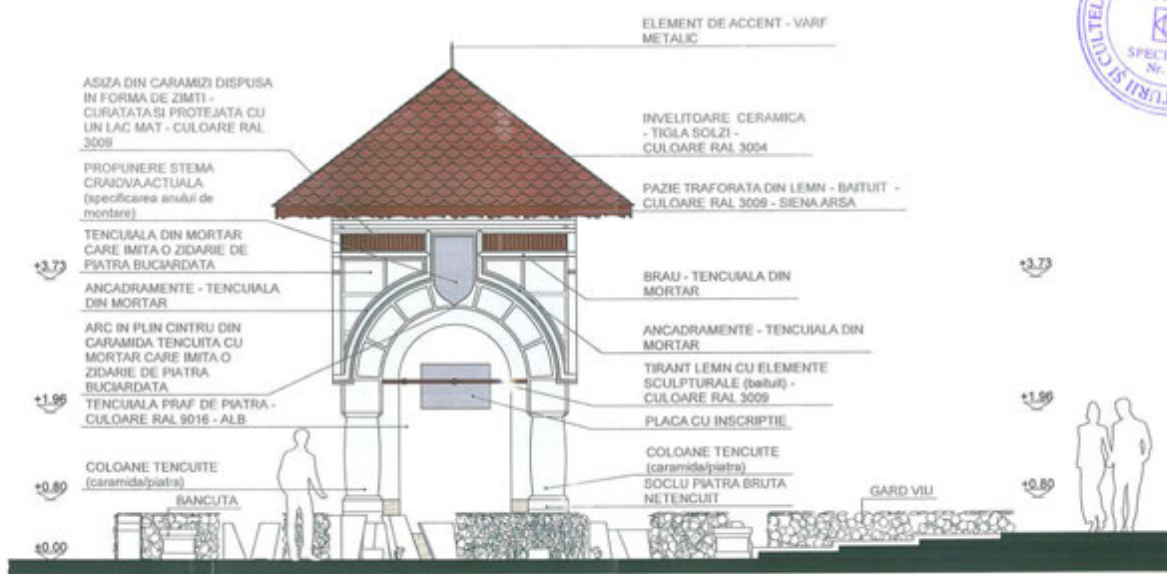 ELEMENT DE ACCENT - VARF
METALIC
ASIZA DIN CARAMIZI DISPUSA
IN FORMA DE ZIMTI -
CURATATA SI PROTEJATA CU
UN LAC MAT - CULOARE RAL
3009
PROPUNERE STEMA
CRAIOVA ACTUALA
(specificarea anului de
montare)
TENCUIALA DIN MORTAR
CARE IMITA O ZIDARIE DE
PIATRA BUCIARDATA
+3.73
ANCADRAMENTE - TENCUIALA
DIN MORTAR
ARC IN PLIN CINTRU DIN
CARAMIDA TENCUITA CU
MORTAR CARE IMITA O
ZIDARIE DE PIATRA
BUCIARDATA
+1.96
TENCUIALA PRAF DE PIATRA -
CULOARE RAL 9016 - ALB
COLOANE TENCUITE
(caramida/piatra)
+0.80
BANCUTA
±0.00
INVELITOARE CERAMICA
- TIGLA SOLZI -
CULOARE RAL 3004
PAZIE TRAFORATA DIN LEMN - BAITUIT -
CULOARE RAL 3009 - SIENA ARSA
+3.73
BRAU - TENCUIALA DIN
MORTAR
ANCADRAMENTE - TENCUIALA DIN
MORTAR
TIRANT LEMN CU ELEMENTE
SCULPTURALE (baituit) -
CULOARE RAL 3009
+1.96
PLACA CU INSCRIPTIE
COLOANE TENCUITE
(caramida/piatra)
SOCLU PIATRA BRUTA
NETENCUIT
GARD VIU
+0.80